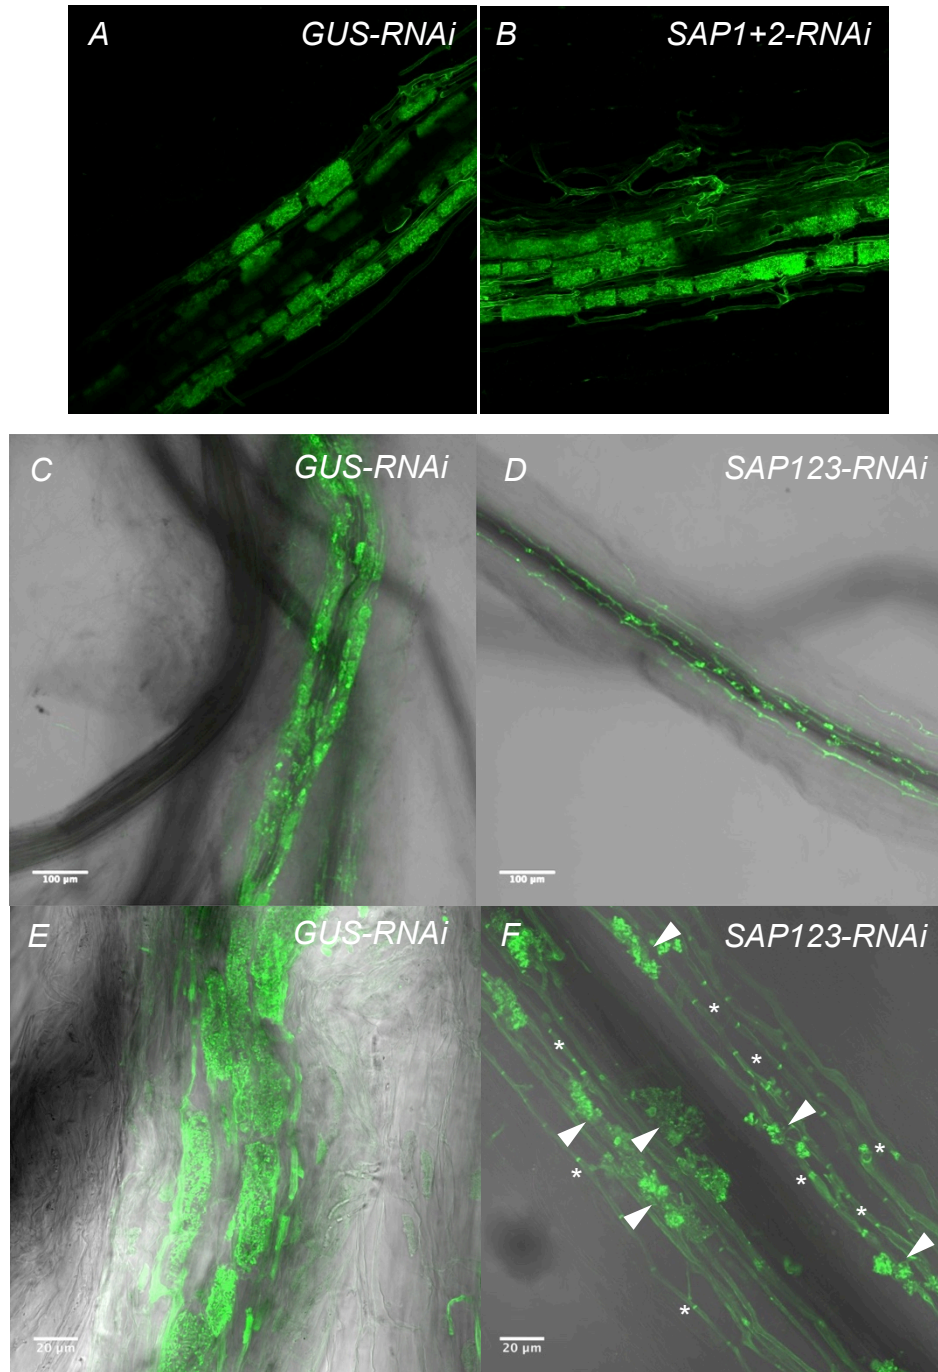 A GUS-RNAi
B SAP1+2-RNAi
C GUS-RNAi
D SAP123-RNAi
100 µm
100 µm
E GUS-RNAi
F SAP123-RNAi
*
*
*
*
*
*
*
*
20 µm
20 µm